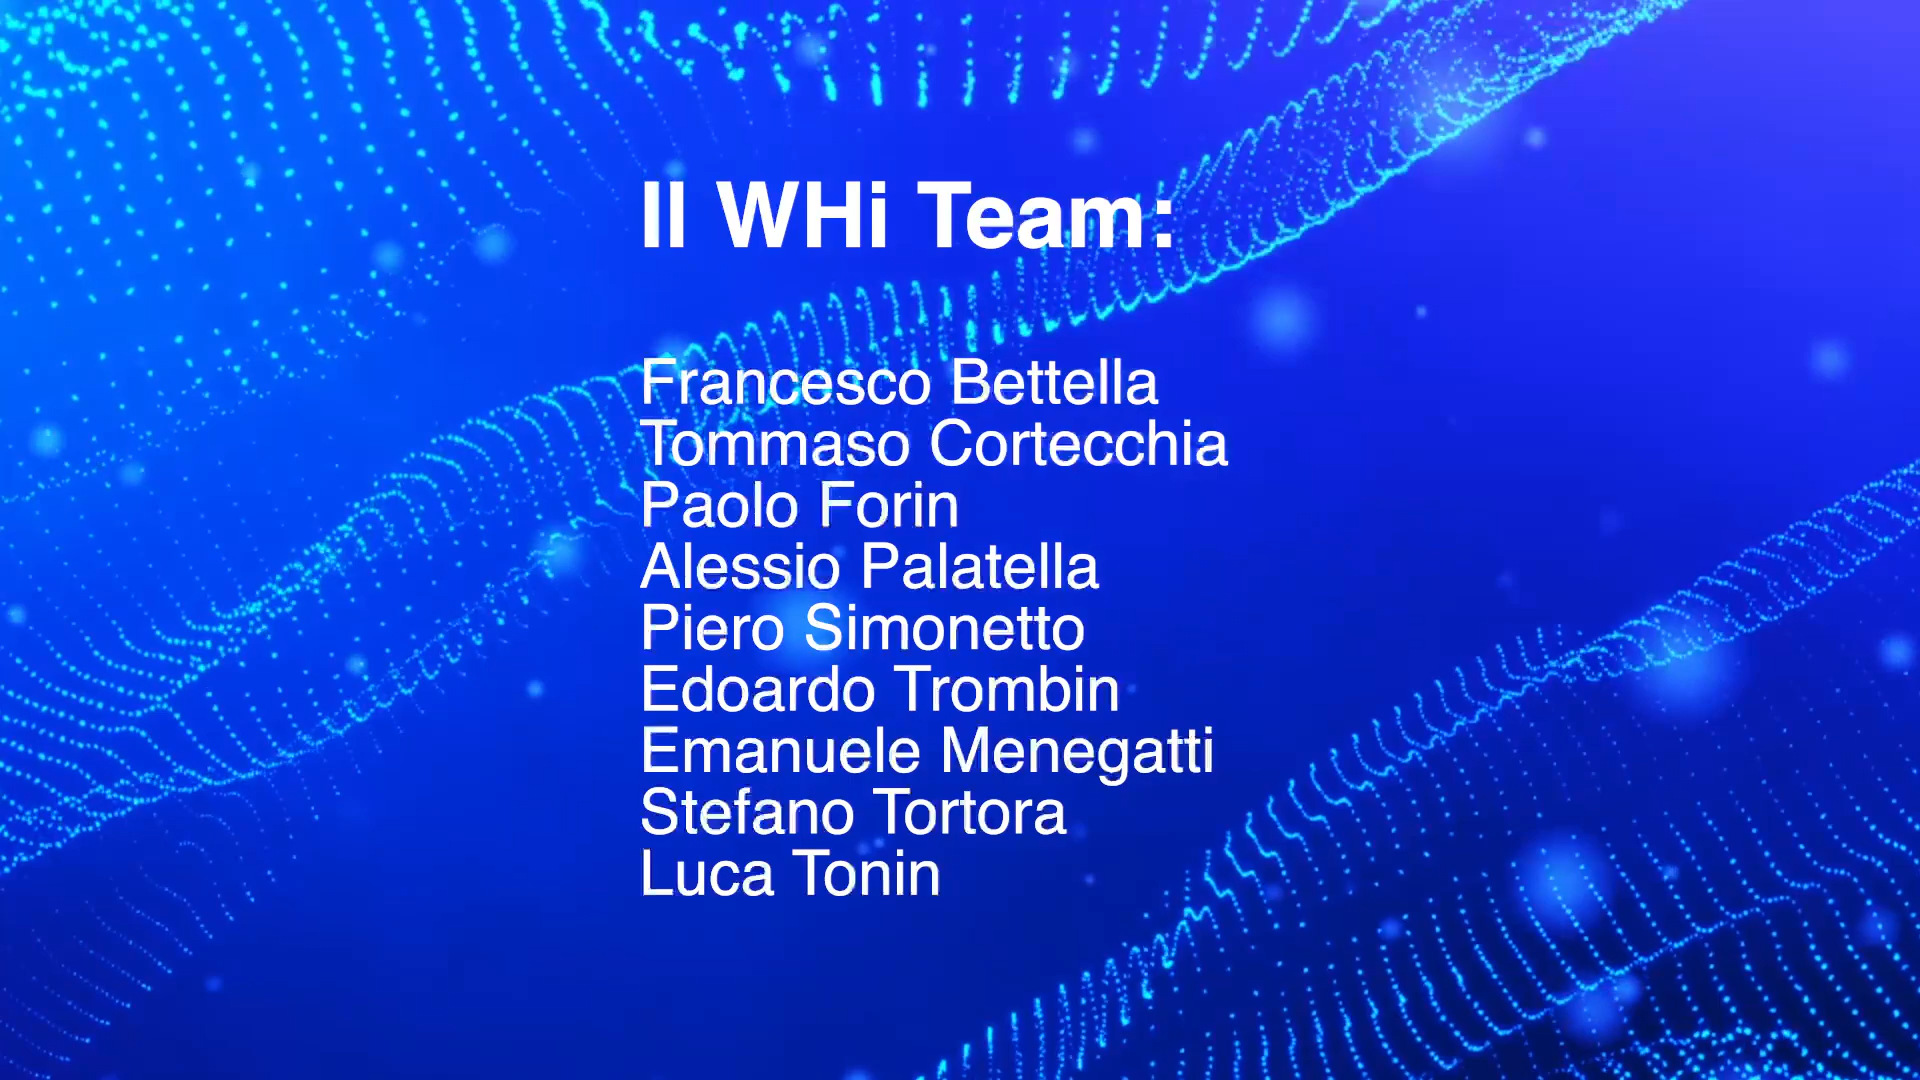 Il WHi Team:
Francesco Bettella
Tommaso Cortecchia
Paolo Forin
Alessio Palatella
Piero Simonetto
Edoardo Trombin
Emanuele Menegatti
Stefano Tortora
Luca Tonin